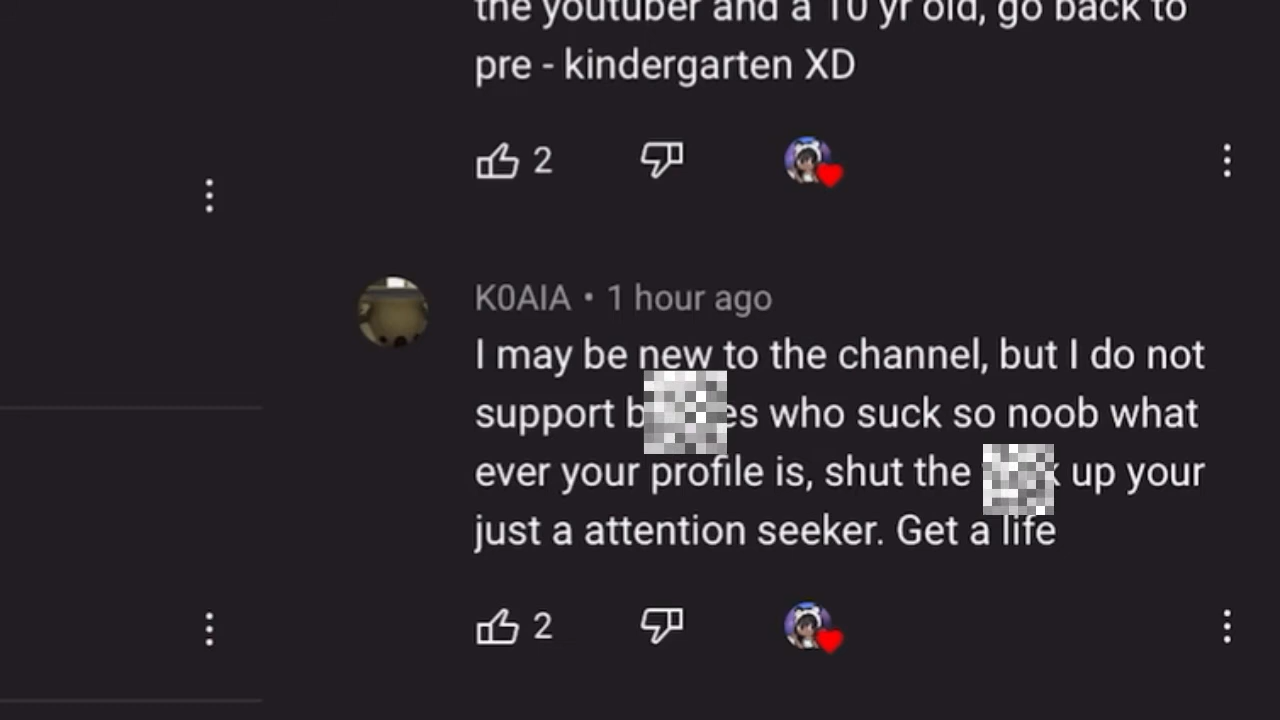 the youtuber and a 10 yr old, go back to
pre - kindergarten XD
2
K0AIA • 1 hour ago
I may be new to the channel, but I do not
support who suck so noob what
ever your profile is, shut the up your
just a attention seeker. Get a life
2